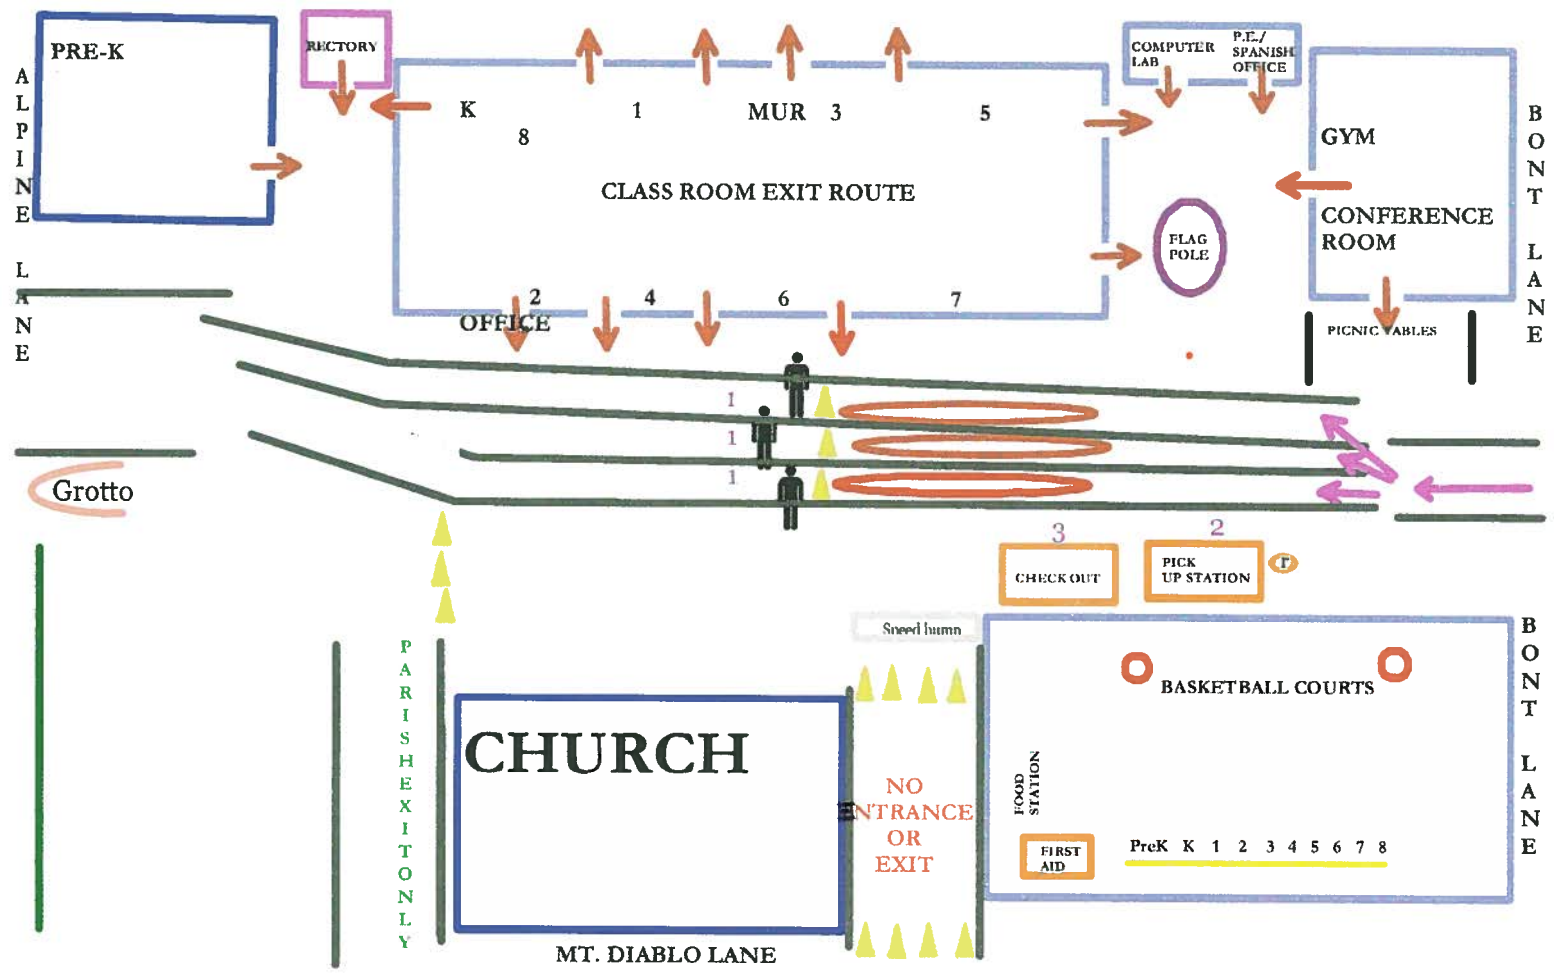 PRE-K
RECTORY
COMPUTER
LAB
P.E./
SPANISH
OFFICE
ALPINE LANE
K
1
MUR
3
5
8
GYM
BONT LANE
CLASS ROOM EXIT ROUTE
CONFERENCE
ROOM
FLAG
POLE
2
4
6
7
OFFICE
PICNIC TABLES
1
1
1
Grotto
3
2
CHECK OUT
PICK
UP STATION
r
Speed bump
PARISH EXIT ONLY
BASKETBALL COURTS
BONT LANE
CHURCH
NO
ENTRANCE
OR
EXIT
FOOD
STATION
FIRST
AID
PreK K 1 2 3 4 5 6 7 8
MT. DIABLO LANE